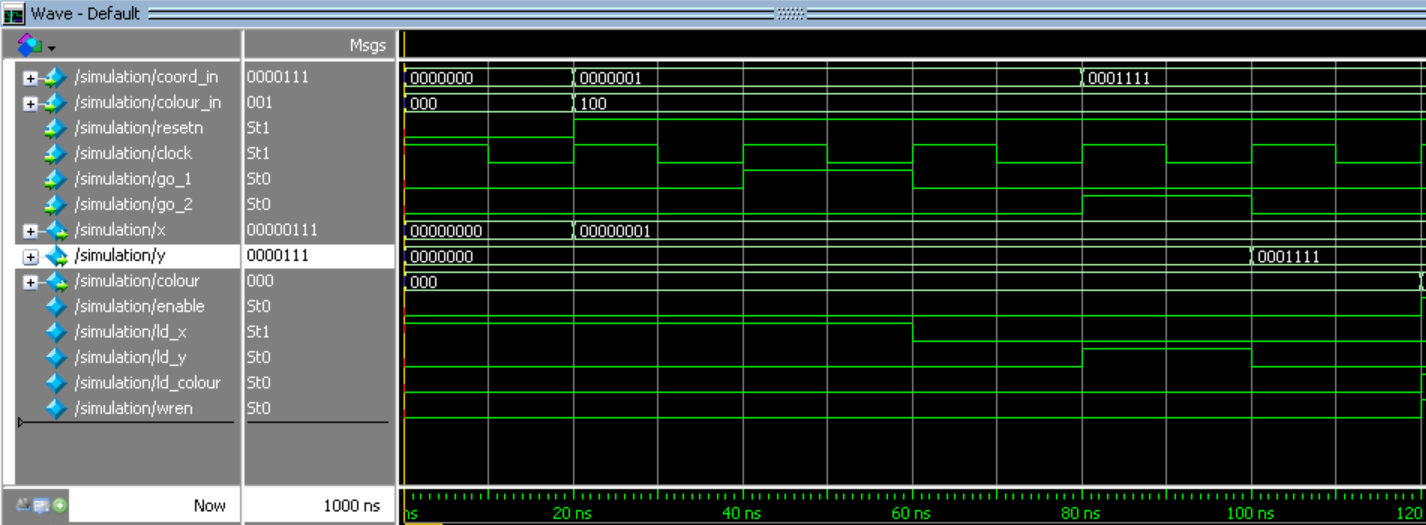 Wave - Default
Msgs
/simulation/coord_in 0000111 0000000 0000001 0001111
/simulation/colour_in 001 000 100
/simulation/resetn St1
/simulation/clock St1
/simulation/go_1 St0
/simulation/go_2 St0
/simulation/x 00000111 00000000 00000001
/simulation/y 0000111 0000000 0001111
/simulation/colour 000 000
/simulation/enable St0
/simulation/ld_x St1
/simulation/ld_y St0
/simulation/ld_colour St0
/simulation/wren St0
Now 1000 ns ns 20 ns 40 ns 60 ns 80 ns 100 ns 120